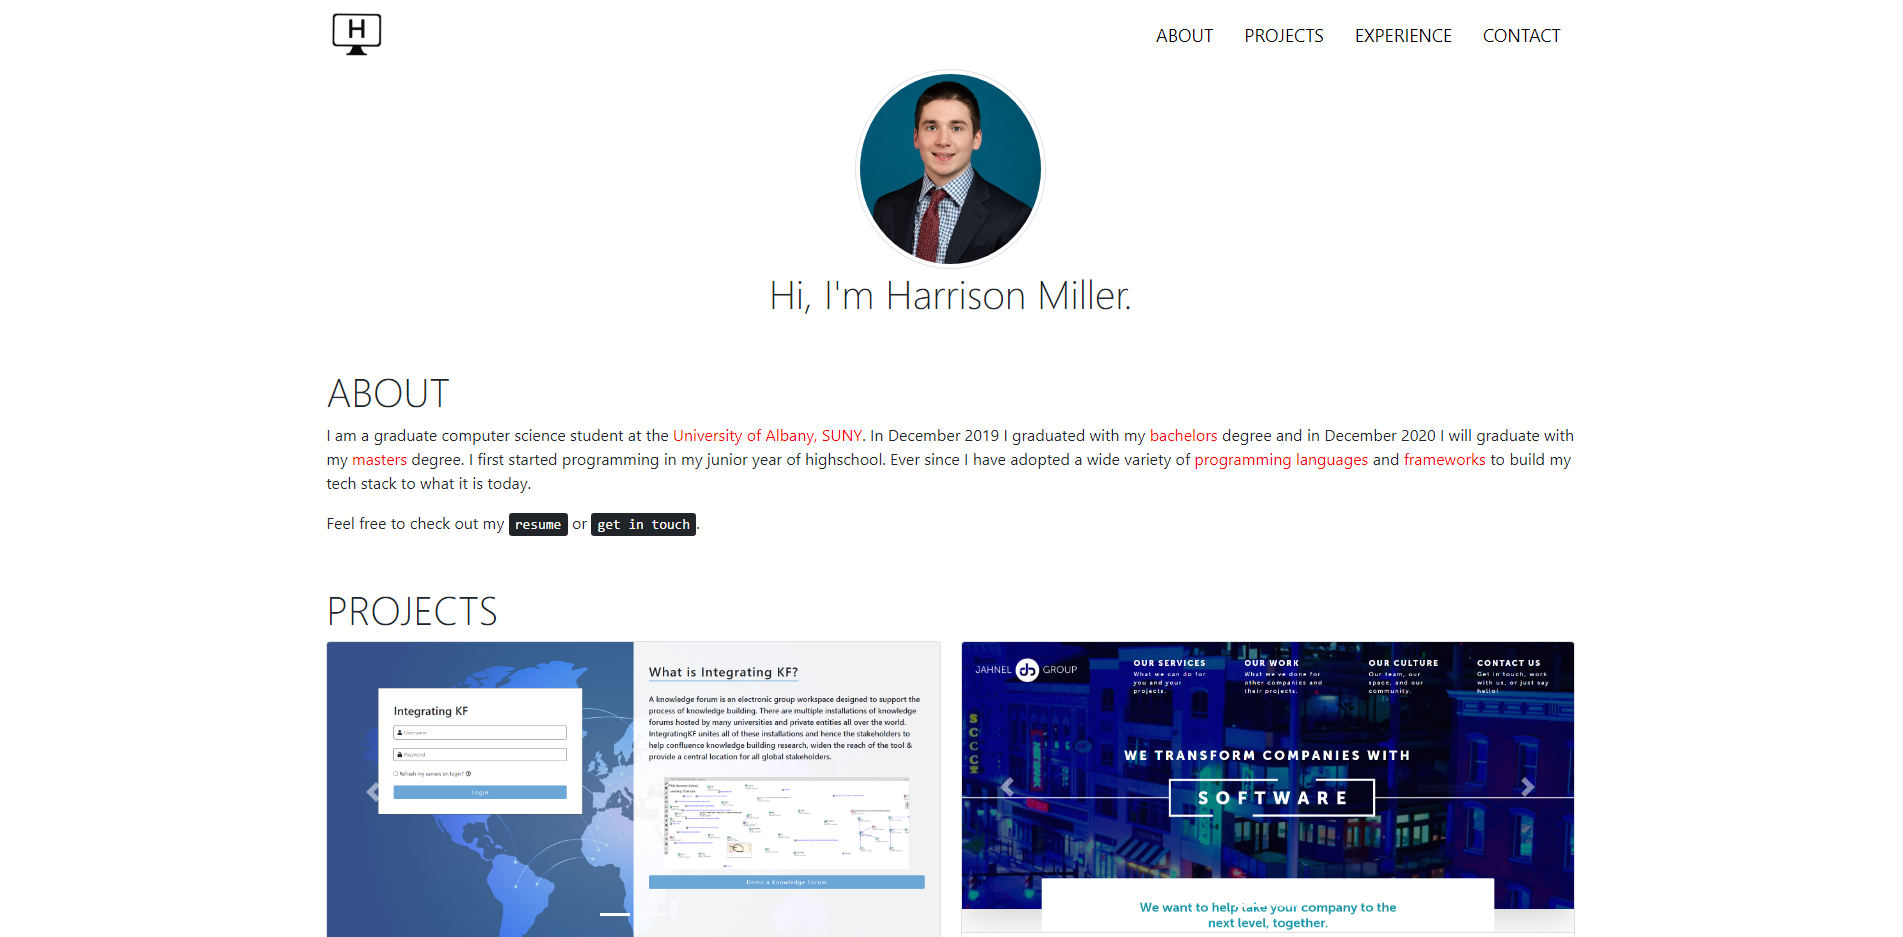 H
ABOUT PROJECTS EXPERIENCE CONTACT
Hi, I'm Harrison Miller.
ABOUT
I am a graduate computer science student at the University of Albany, SUNY. In December 2019 I graduated with my bachelors degree and in December 2020 I will graduate with
my masters degree. I first started programming in my junior year of highschool. Ever since I have adopted a wide variety of programming languages and frameworks to build my
tech stack to what it is today.
Feel free to check out my resume or get in touch.
PROJECTS
Integrating KF
Username
Password
Refresh my servers on login?
Login
What is Integrating KF?
A knowledge forum is an electronic group workspace designed to support the
process of knowledge building. There are multiple installations of knowledge
forums hosted by many universities and private entities all over the world.
IntegratingKF unites all of these installations and hence the stakeholders to
help confluence knowledge building research, widen the reach of the tool &
provide a central location for all global stakeholders.
Demo a Knowledge Forum
JAHNEL GROUP
OUR SERVICES
What we can do for
you and your
projects.
OUR WORK
What we've done for
other companies and
their projects.
OUR CULTURE
Our team, our
space, and our
community.
CONTACT US
Get in touch, work
with us, or just say
hello!
WE TRANSFORM COMPANIES WITH
SOFTWARE
We want to help take your company to the
next level, together.